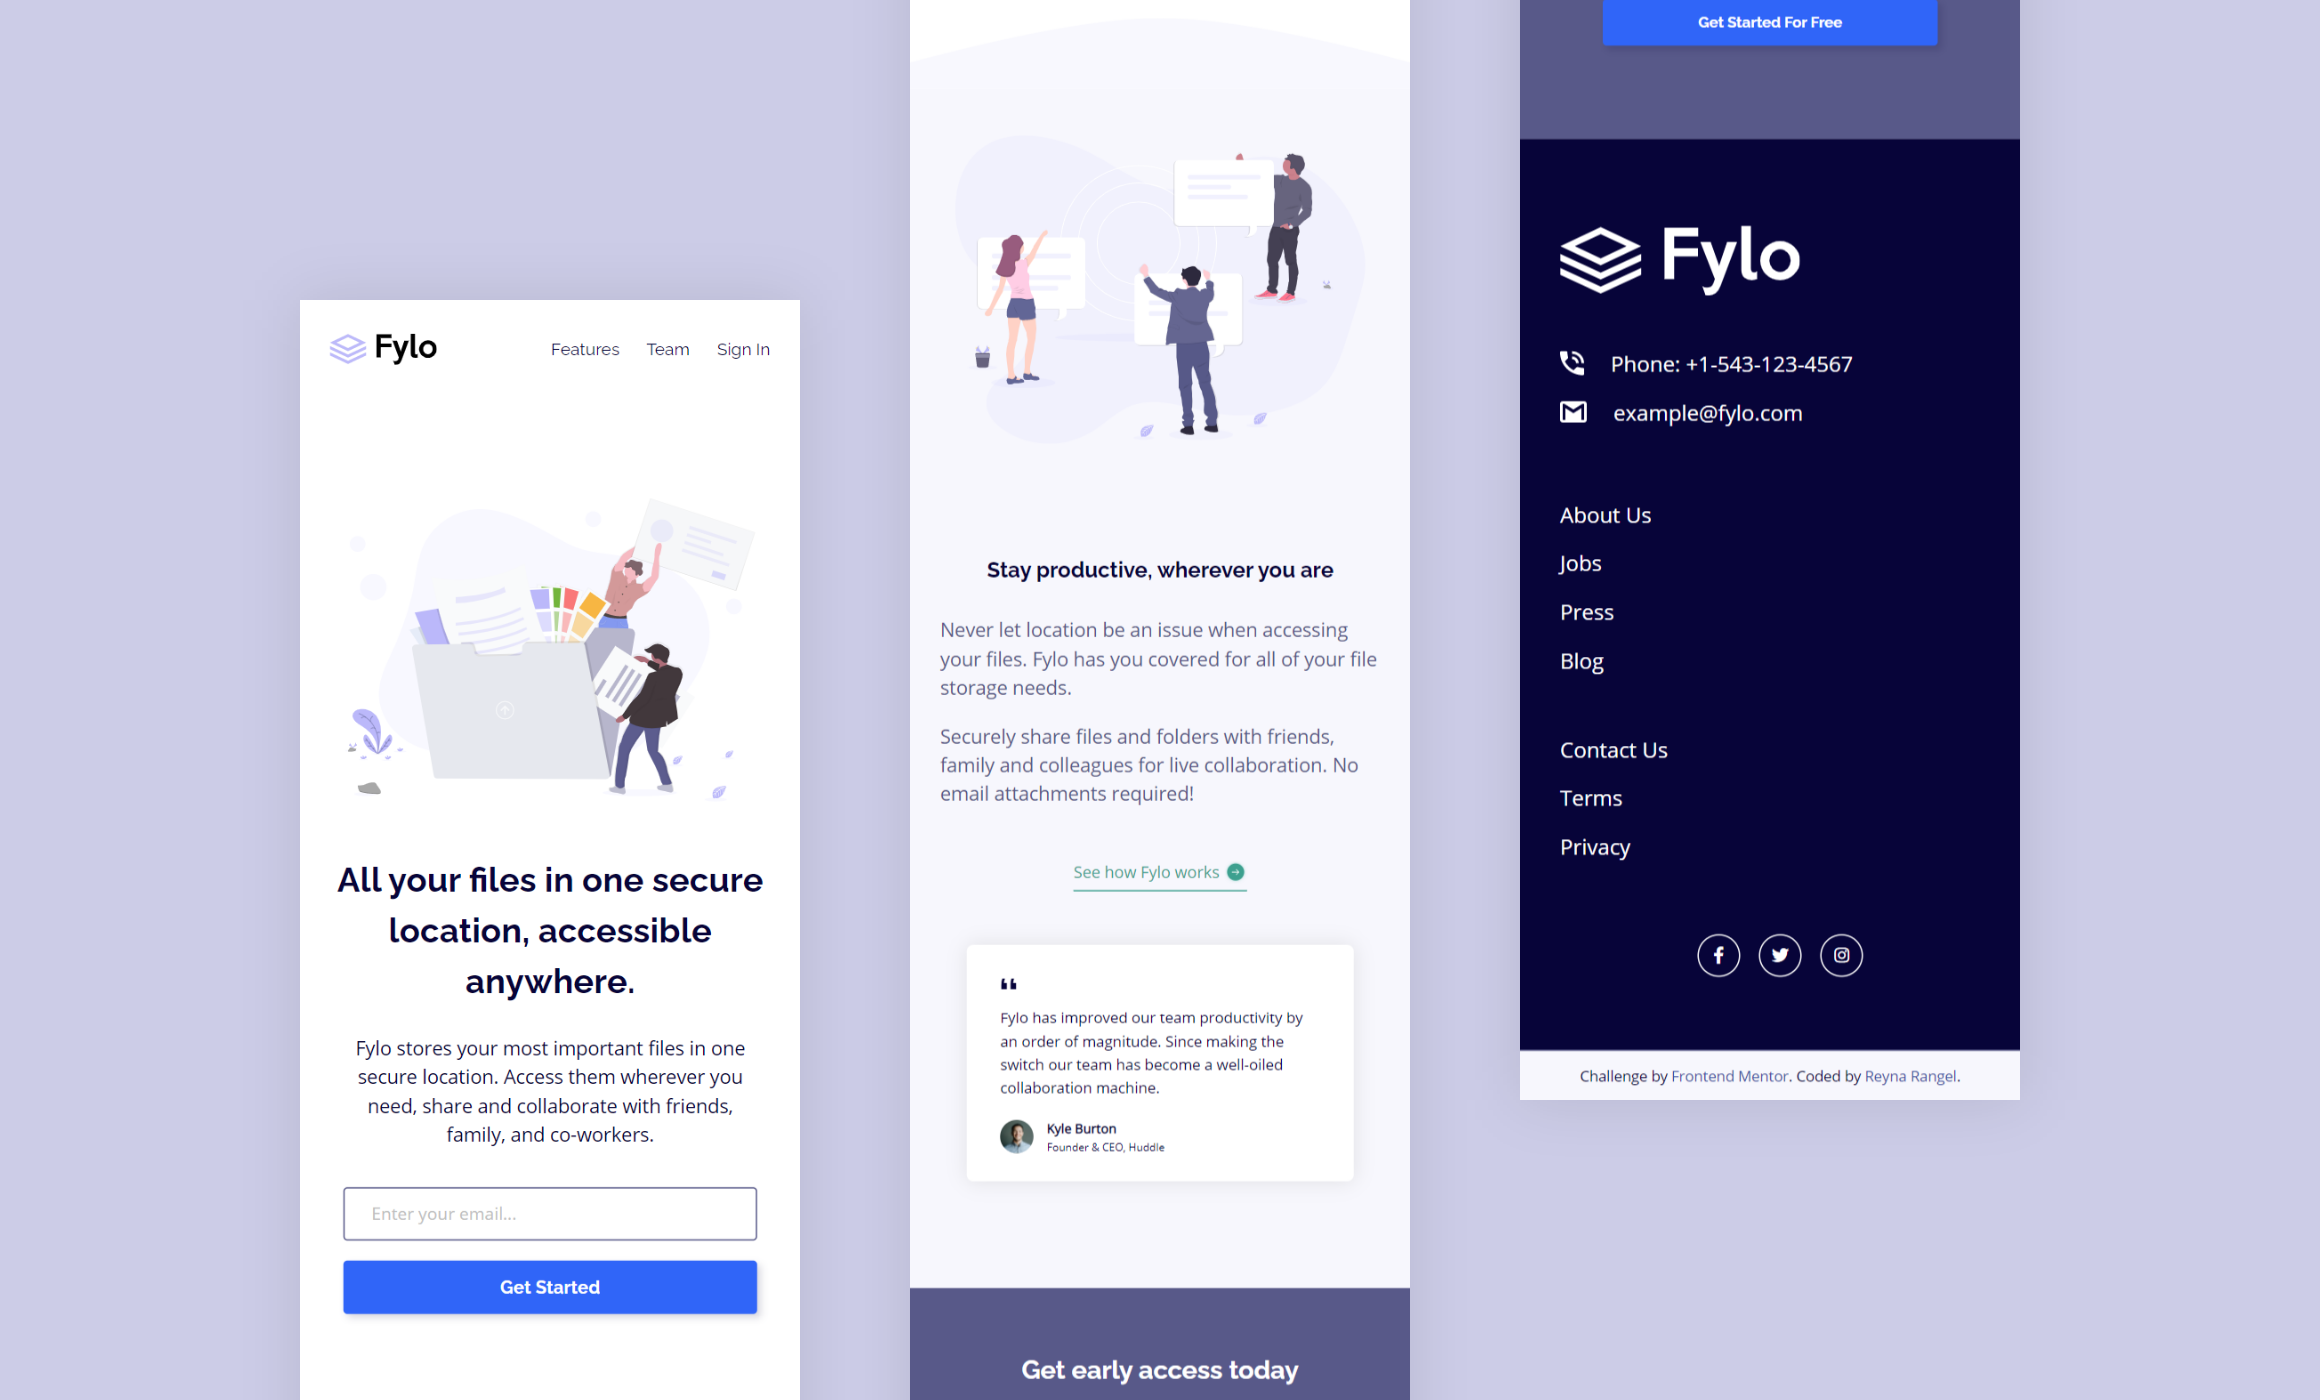 Fylo
Features Team Sign In
All your files in one secure
location, accessible
anywhere.
Fylo stores your most important files in one
secure location. Access them wherever you
need, share and collaborate with friends,
family, and co-workers.
Enter your email...
Get Started
Stay productive, wherever you are
Never let location be an issue when accessing
your files. Fylo has you covered for all of your file
storage needs.
Securely share files and folders with friends,
family and colleagues for live collaboration. No
email attachments required!
See how Fylo works
“
Fylo has improved our team productivity by
an order of magnitude. Since making the
switch our team has become a well-oiled
collaboration machine.
Kyle Burton
Founder & CEO, Huddle
Get early access today
Get Started For Free
Fylo
Phone: +1-543-123-4567
example@fylo.com
About Us
Jobs
Press
Blog
Contact Us
Terms
Privacy
Challenge by Frontend Mentor. Coded by Reyna Rangel.